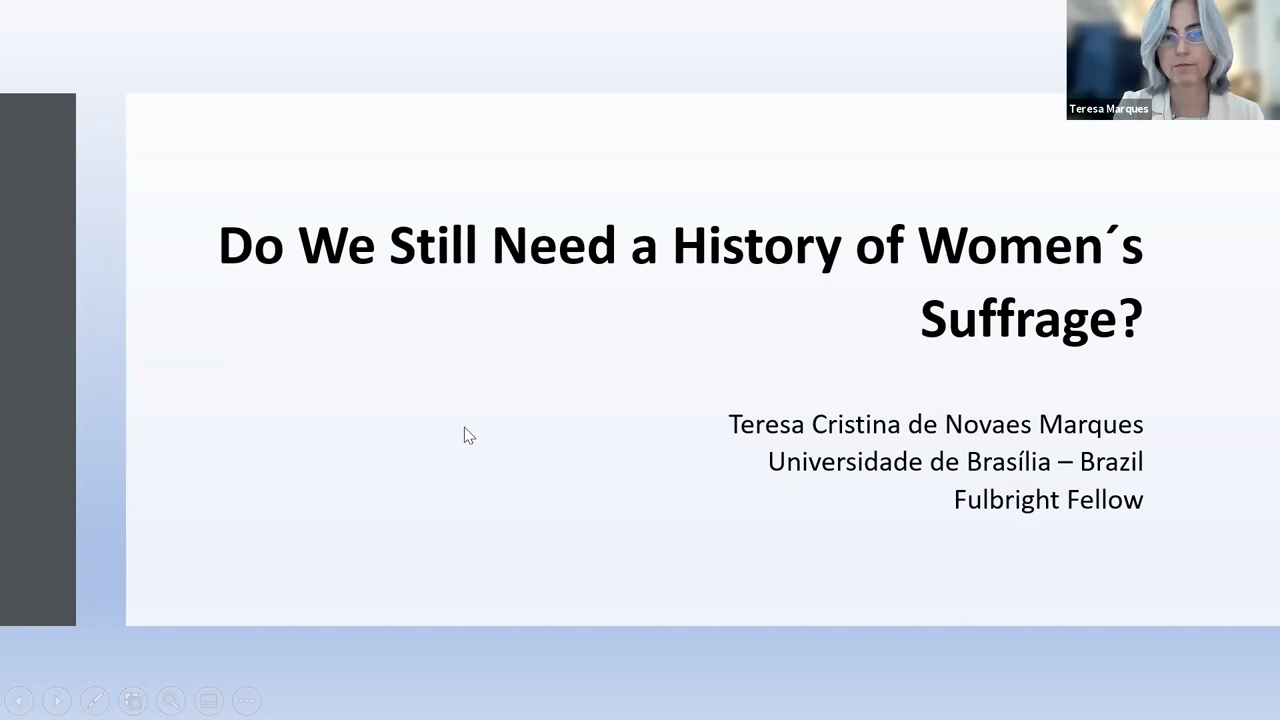 Teresa Marques
Do We Still Need a History of Women´s
Suffrage?
Teresa Cristina de Novaes Marques
Universidade de Brasília – Brazil
Fulbright Fellow